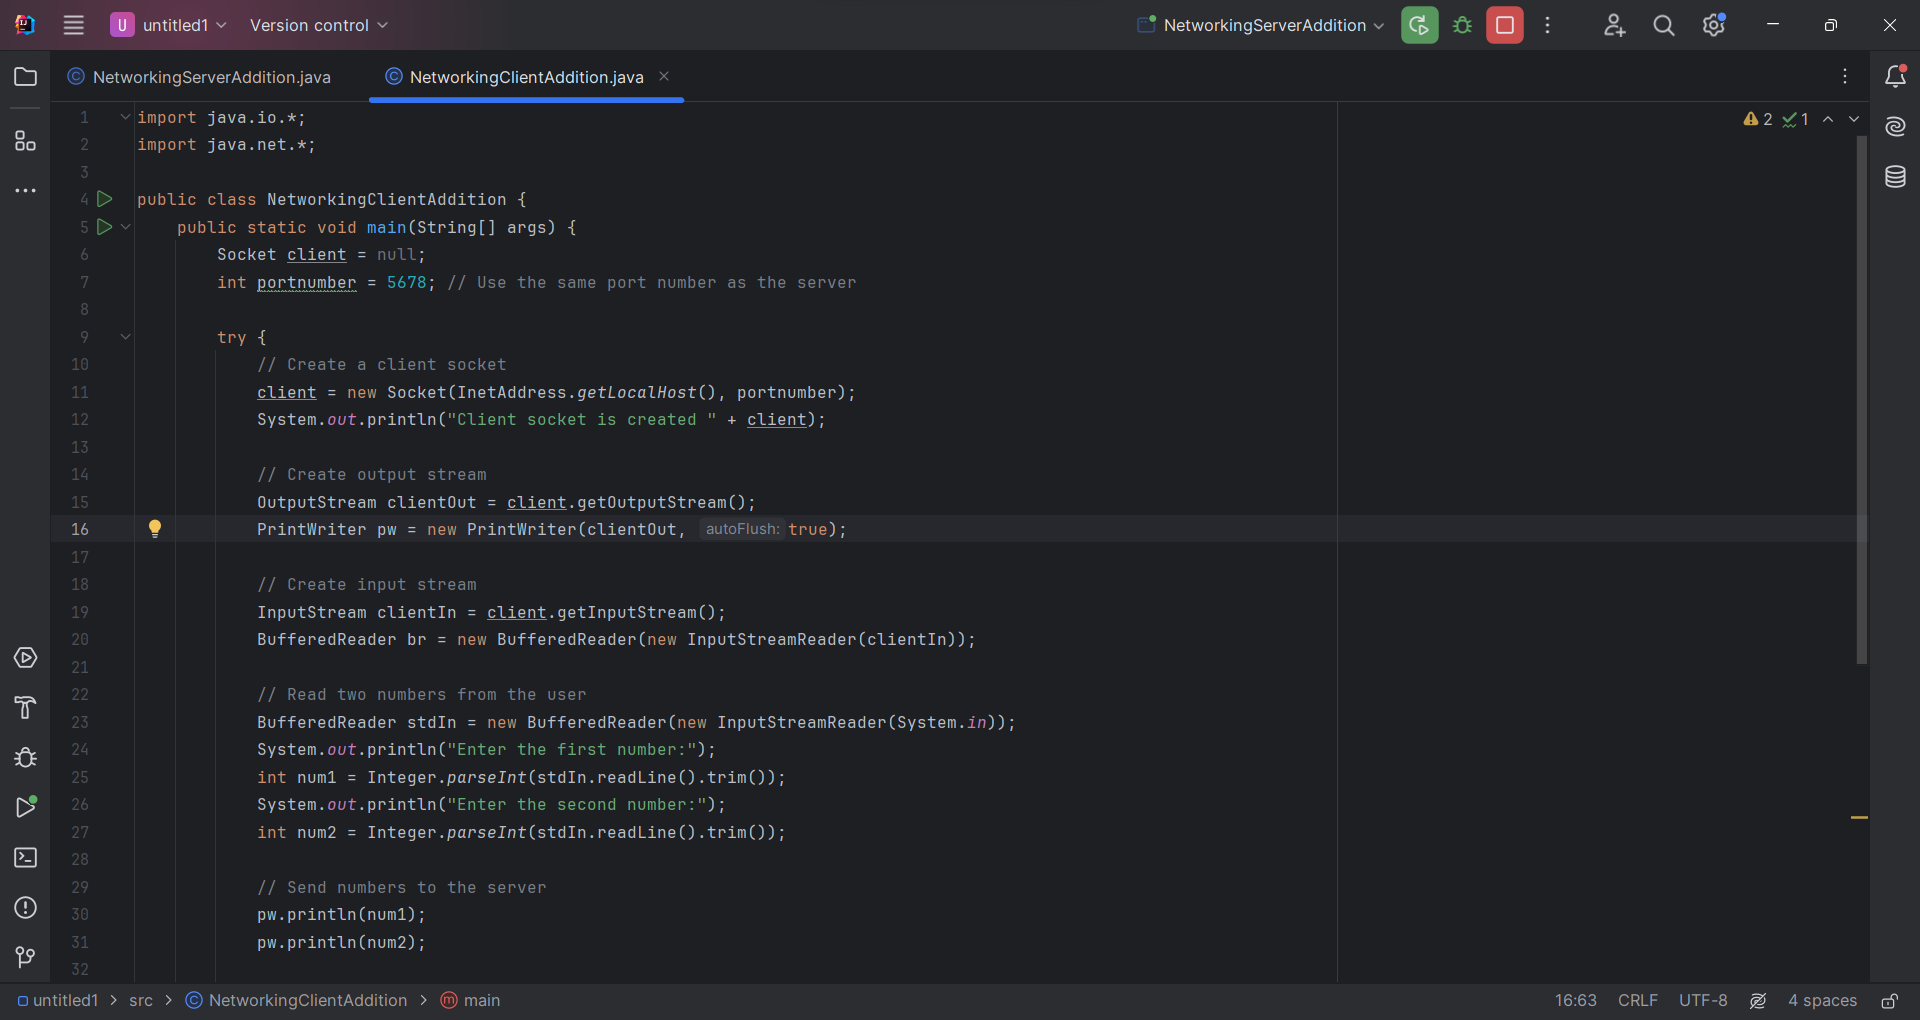 U untitled1 Version control NetworkingServerAddition
NetworkingServerAddition.java NetworkingClientAddition.java
2 1
1 import java.io.*;
2 import java.net.*;
3
4 public class NetworkingClientAddition {
5 public static void main(String[] args) {
6 Socket client = null;
7 int portnumber = 5678; // Use the same port number as the server
8
9 try {
10 // Create a client socket
11 client = new Socket(InetAddress.getLocalHost(), portnumber);
12 System.out.println("Client socket is created " + client);
13
14 // Create output stream
15 OutputStream clientOut = client.getOutputStream();
16 PrintWriter pw = new PrintWriter(clientOut, autoFlush: true);
17
18 // Create input stream
19 InputStream clientIn = client.getInputStream();
20 BufferedReader br = new BufferedReader(new InputStreamReader(clientIn));
21
22 // Read two numbers from the user
23 BufferedReader stdIn = new BufferedReader(new InputStreamReader(System.in));
24 System.out.println("Enter the first number:");
25 int num1 = Integer.parseInt(stdIn.readLine().trim());
26 System.out.println("Enter the second number:");
27 int num2 = Integer.parseInt(stdIn.readLine().trim());
28
29 // Send numbers to the server
30 pw.println(num1);
31 pw.println(num2);
32
untitled1 > src > NetworkingClientAddition > main 16:63 CRLF UTF-8 4 spaces